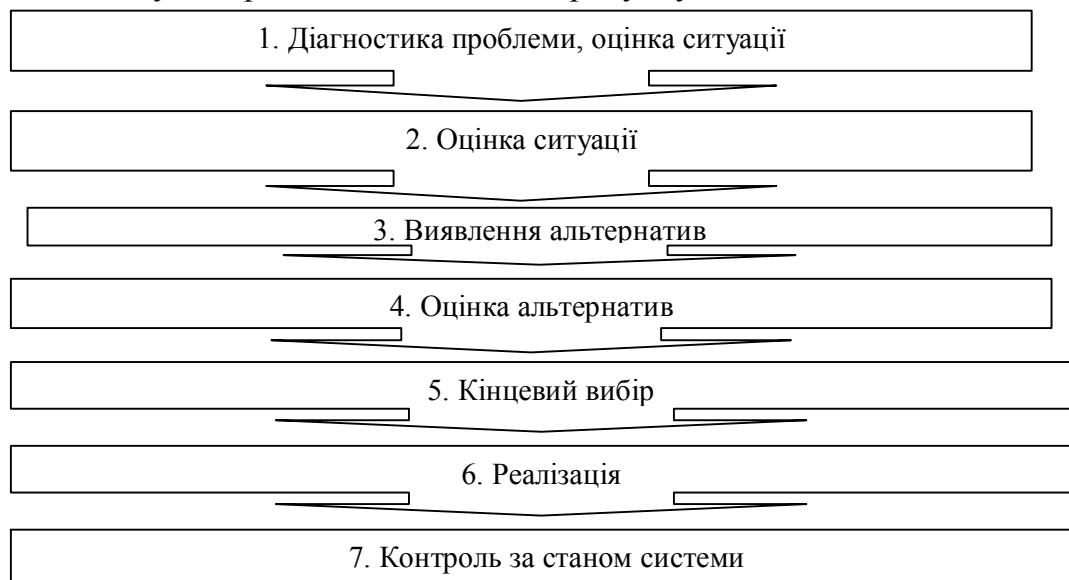 1. Діагностика проблеми, оцінка ситуації
2. Оцінка ситуації
3. Виявлення альтернатив
4. Оцінка альтернатив
5. Кінцевий вибір
6. Реалізація
7. Контроль за станом системи